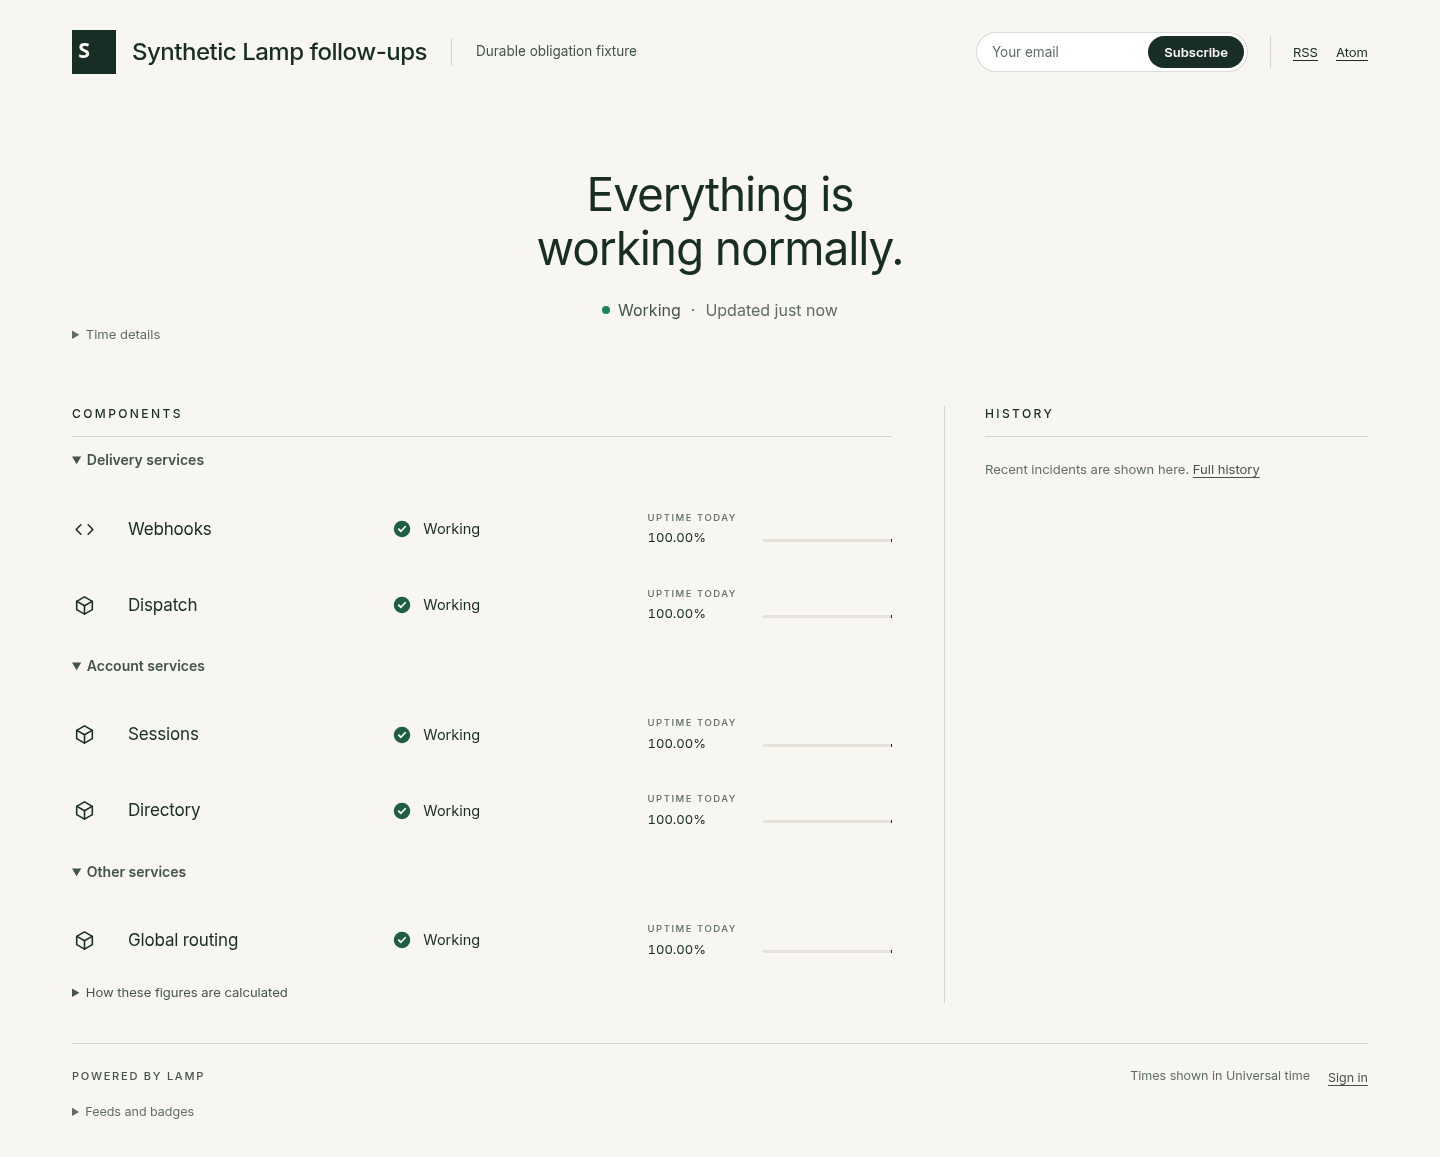 S
Synthetic Lamp follow-ups
Durable obligation fixture
Your email
Subscribe
RSS
Atom
Everything is
working normally.
Working · Updated just now
Time details
COMPONENTS
Delivery services
Webhooks
Working
UPTIME TODAY
100.00%
Dispatch
Working
UPTIME TODAY
100.00%
Account services
Sessions
Working
UPTIME TODAY
100.00%
Directory
Working
UPTIME TODAY
100.00%
Other services
Global routing
Working
UPTIME TODAY
100.00%
How these figures are calculated
HISTORY
Recent incidents are shown here. Full history
POWERED BY LAMP
Times shown in Universal time
Sign in
Feeds and badges